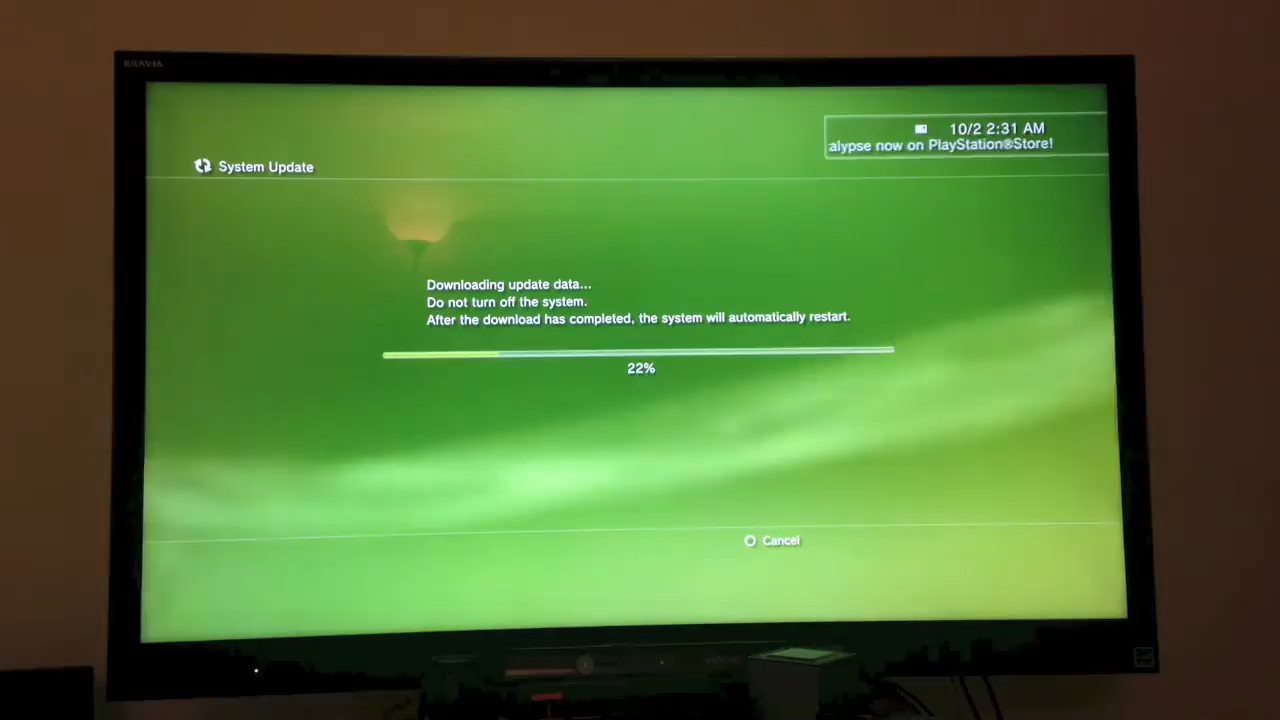 BRAVIA
10/2 2:31 AM
alypse now on PlayStation®Store!
System Update
Downloading update data...
Do not turn off the system.
After the download has completed, the system will automatically restart.
22%
Cancel